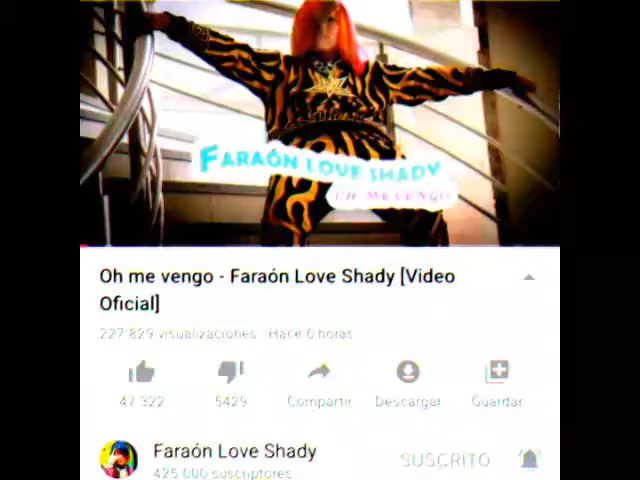 FARAÓN LOVE SHADY
OH ME VENGO
Oh me vengo - Faraón Love Shady [Video
Oficial]
227 829 visualizaciones · Hace 6 horas
47 322
5429
Compartir
Descargar
Guardar
Faraón Love Shady
SUSCRITO
425 000 suscriptores